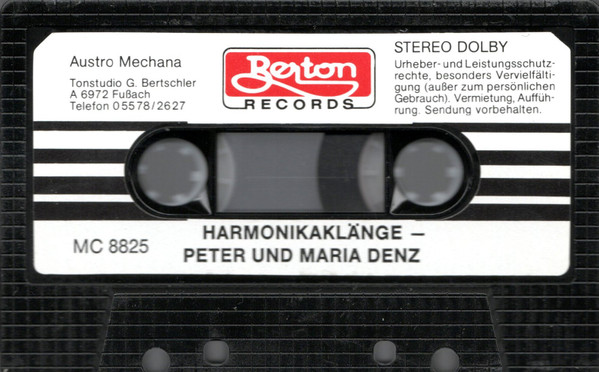 Austro Mechana
Tonstudio G. Bertschler
A 6972 Fußach
Telefon 05578/2627
Berton
RECORDS
STEREO DOLBY
Urheber- und Leistungsschutz-
rechte, besonders Vervielfälti-
gung (außer zum persönlichen
Gebrauch). Vermietung, Auffüh-
rung. Sendung vorbehalten.
MC 8825
HARMONIKAKLÄNGE –
PETER UND MARIA DENZ